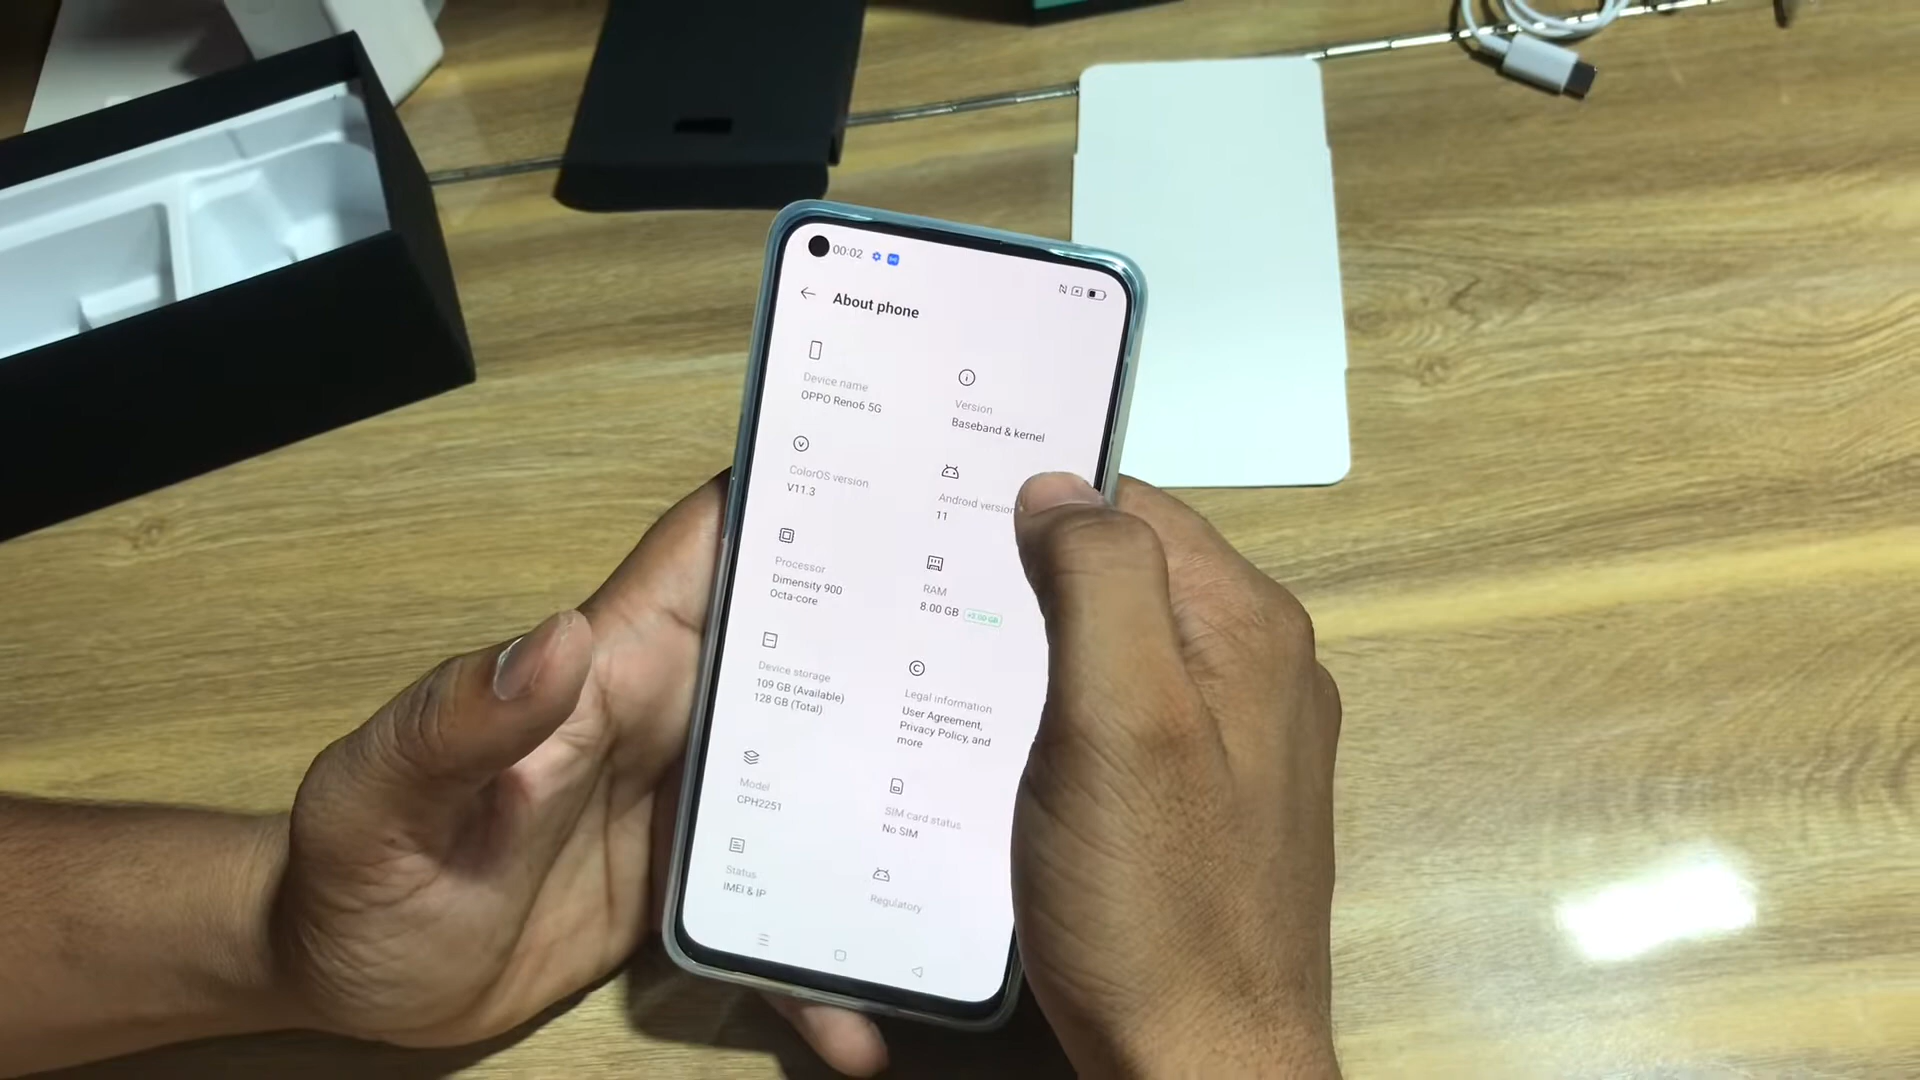 00:02
About phone
Device name
OPPO Reno6 5G
Version
Baseband & kernel
ColorOS version
V11.3
Android version
11
Processor
Dimensity 900
Octa-core
RAM
8.00 GB
Device storage
109 GB (Available)
128 GB (Total)
Legal information
User Agreement,
Privacy Policy, and
more
Model
CPH2251
SIM card status
No SIM
Status
IMEI & IP
Regulatory